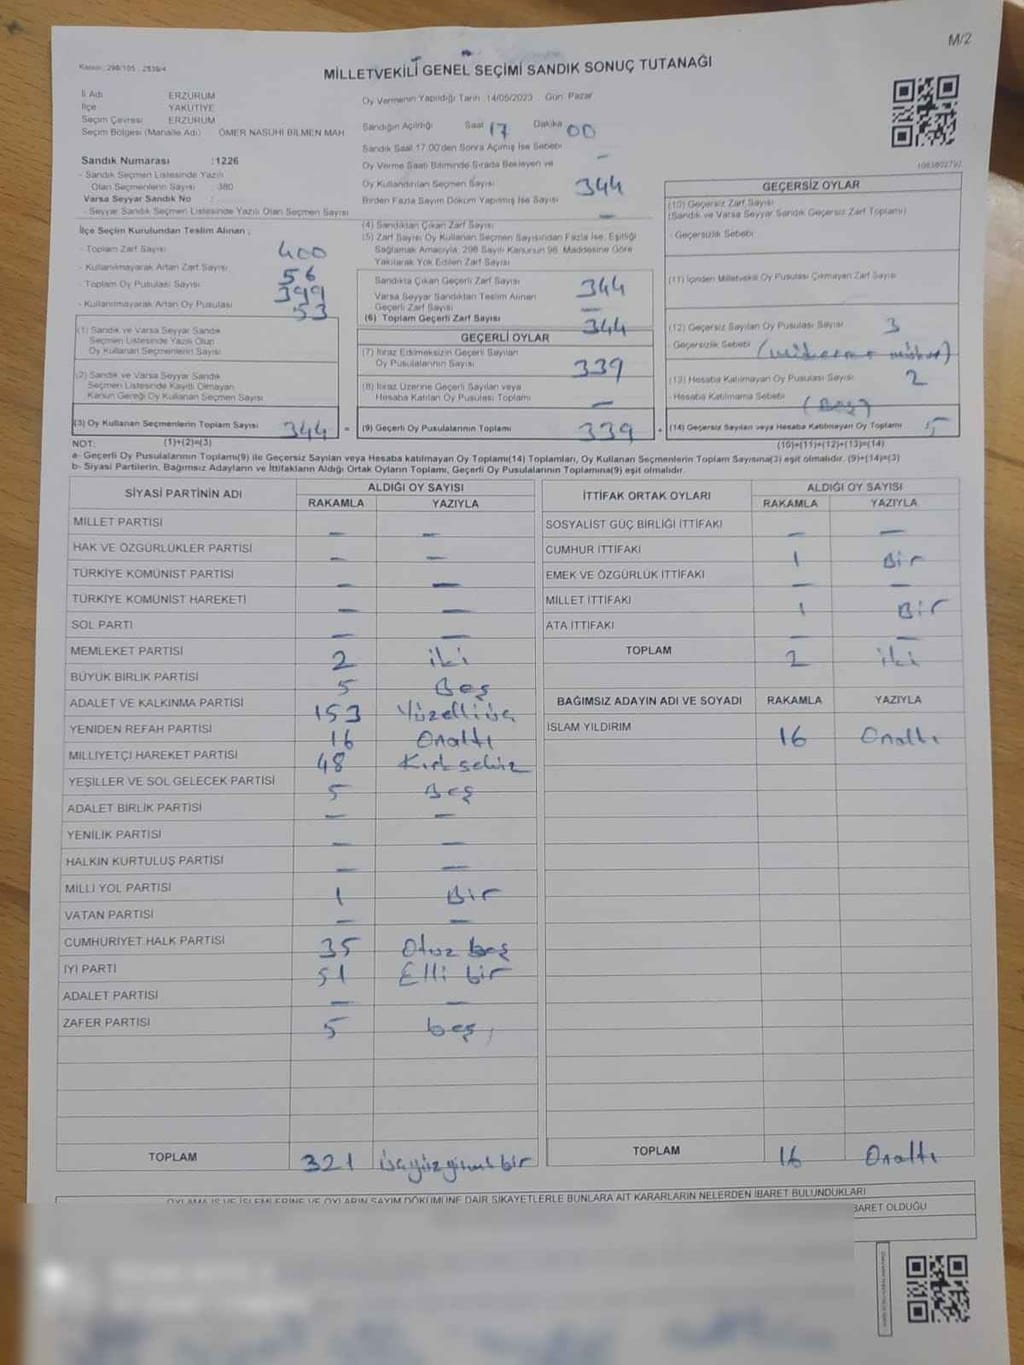 M/2
Kanun: 298/105 , 2839/4
MİLLETVEKİLİ GENEL SEÇİMİ SANDIK SONUÇ TUTANAĞI
İl Adı ERZURUM
İlçe YAKUTİYE
Seçim Çevresi ERZURUM
Seçim Bölgesi (Mahalle Adı) ÖMER NASUHİ BİLMEN MAH
Oy Vermenin Yapıldığı Tarih :14/05/2023 . Gün: Pazar
Sandığın Açıldığı Saat 17 Dakika 00
Sandık Saat 17:00'den Sonra Açılmış İse Sebebi
–
Sandık Numarası :1226
- Sandık Seçmen Listesinde Yazılı
Olan Seçmenlerin Sayısı : 380
Varsa Seyyar Sandık No :
- Seyyar Sandık Seçmen Listesinde Yazılı Olan Seçmen Sayısı
Oy Verme Saati Bitiminde Sırada Bekleyen ve
Oy Kullandırılan Seçmen Sayısı 344
Birden Fazla Sayım Döküm Yapılmış İse Sayısı –
İlçe Seçim Kurulundan Teslim Alınan ;
- Toplam Zarf Sayısı 400
- Kullanılmayarak Artan Zarf Sayısı 56
- Toplam Oy Pusulası Sayısı 399
- Kullanılmayarak Artan Oy Pusulası 53
(1) Sandık ve Varsa Seyyar Sandık
Seçmen Listesinde Yazılı Olup
Oy Kullanan Seçmenlerin Sayısı
(2) Sandık ve Varsa Seyyar Sandık
Seçmen Listesinde Kayıtlı Olmayan
Kanun Gereği Oy Kullanan Seçmen Sayısı
(3) Oy Kullanan Seçmenlerin Toplam Sayısı 344 =
(4) Sandıktan Çıkan Zarf Sayısı
(5) Zarf Sayısı Oy Kullanan Seçmen Sayısından Fazla İse, Eşitliği
Sağlamak Amacıyla, 298 Sayılı Kanunun 98. Maddesine Göre
Yakılarak Yok Edilen Zarf Sayısı
Sandıkta Çıkan Geçerli Zarf Sayısı 344
Varsa Seyyar Sandıktan Teslim Alınan
Geçerli Zarf Sayısı –
(6) Toplam Geçerli Zarf Sayısı 344
GEÇERLİ OYLAR
(7) İtiraz Edilmeksizin Geçerli Sayılan
Oy Pusulalarının Sayısı 339
(8) İtiraz Üzerine Geçerli Sayılan veya
Hesaba Katılan Oy Pusulası Toplamı –
(9) Geçerli Oy Pusulalarının Toplamı 339 +
GEÇERSİZ OYLAR
(10) Geçersiz Zarf Sayısı
(Sandık ve Varsa Seyyar Sandık Geçersiz Zarf Toplamı)
- Geçersizlik Sebebi
(11) İçinden Milletvekili Oy Pusulası Çıkmayan Zarf Sayısı
(12) Geçersiz Sayılan Oy Pusulası Sayısı 3
Geçersizlik Sebebi
(13) Hesaba Katılmayan Oy Pusulası Sayısı 2
- Hesaba Katılmama Sebebi (Boş)
(14) Geçersiz Sayılan veya Hesaba Katılmayan Oy Toplamı 5
NOT: (1)+(2)=(3)
(10)+(11)+(12)+(13)=(14)
a- Geçerli Oy Pusulalarının Toplamı(9) ile Geçersiz Sayılan veya Hesaba katılmayan Oy Toplamı(14) Toplamları, Oy Kullanan Seçmenlerin Toplam Sayısına(3) eşit olmalıdır. (9)+(14)=(3)
b- Siyasi Partilerin, Bağımsız Adayların ve İttifakların Aldığı Ortak Oyların Toplamı, Geçerli Oy Pusulalarının Toplamına(9) eşit olmalıdır.
SİYASİ PARTİNİN ADI ALDIĞI OY SAYISI
RAKAMLA YAZIYLA
MİLLET PARTİSİ – –
HAK VE ÖZGÜRLÜKLER PARTİSİ – –
TÜRKİYE KOMÜNİST PARTİSİ – –
TÜRKİYE KOMÜNİST HAREKETİ – –
SOL PARTİ – –
MEMLEKET PARTİSİ 2 iki
BÜYÜK BİRLİK PARTİSİ 5 Beş
ADALET VE KALKINMA PARTİSİ 153 Yüzelliüç
YENİDEN REFAH PARTİSİ 16 Onaltı
MİLLİYETÇİ HAREKET PARTİSİ 48 Kırksekiz
YEŞİLLER VE SOL GELECEK PARTİSİ 5 Beş
ADALET BİRLİK PARTİSİ – –
YENİLİK PARTİSİ – –
HALKIN KURTULUŞ PARTİSİ – –
MİLLİ YOL PARTİSİ 1 Bir
VATAN PARTİSİ – –
CUMHURİYET HALK PARTİSİ 35 Otuz beş
İYİ PARTİ 51 Elli bir
ADALET PARTİSİ – –
ZAFER PARTİSİ 5 beş
TOPLAM 321 üçyüzyirmi bir
İTTİFAK ORTAK OYLARI ALDIĞI OY SAYISI
RAKAMLA YAZIYLA
SOSYALİST GÜÇ BİRLİĞİ İTTİFAKI – –
CUMHUR İTTİFAKI 1 Bir
EMEK VE ÖZGÜRLÜK İTTİFAKI – –
MİLLET İTTİFAKI 1 Bir
ATA İTTİFAKI – –
TOPLAM 2 iki
BAĞIMSIZ ADAYIN ADI VE SOYADI RAKAMLA YAZIYLA
İSLAM YILDIRIM 16 Onaltı
TOPLAM 16 Onaltı
OYLAMA İŞ VE İŞLEMLERİNE VE OYLARIN SAYIM DÖKÜMÜNE DAİR ŞİKAYETLERLE BUNLARA AİT KARARLARIN NELERDEN İBARET BULUNDUKLARI
BARET OLDUĞU